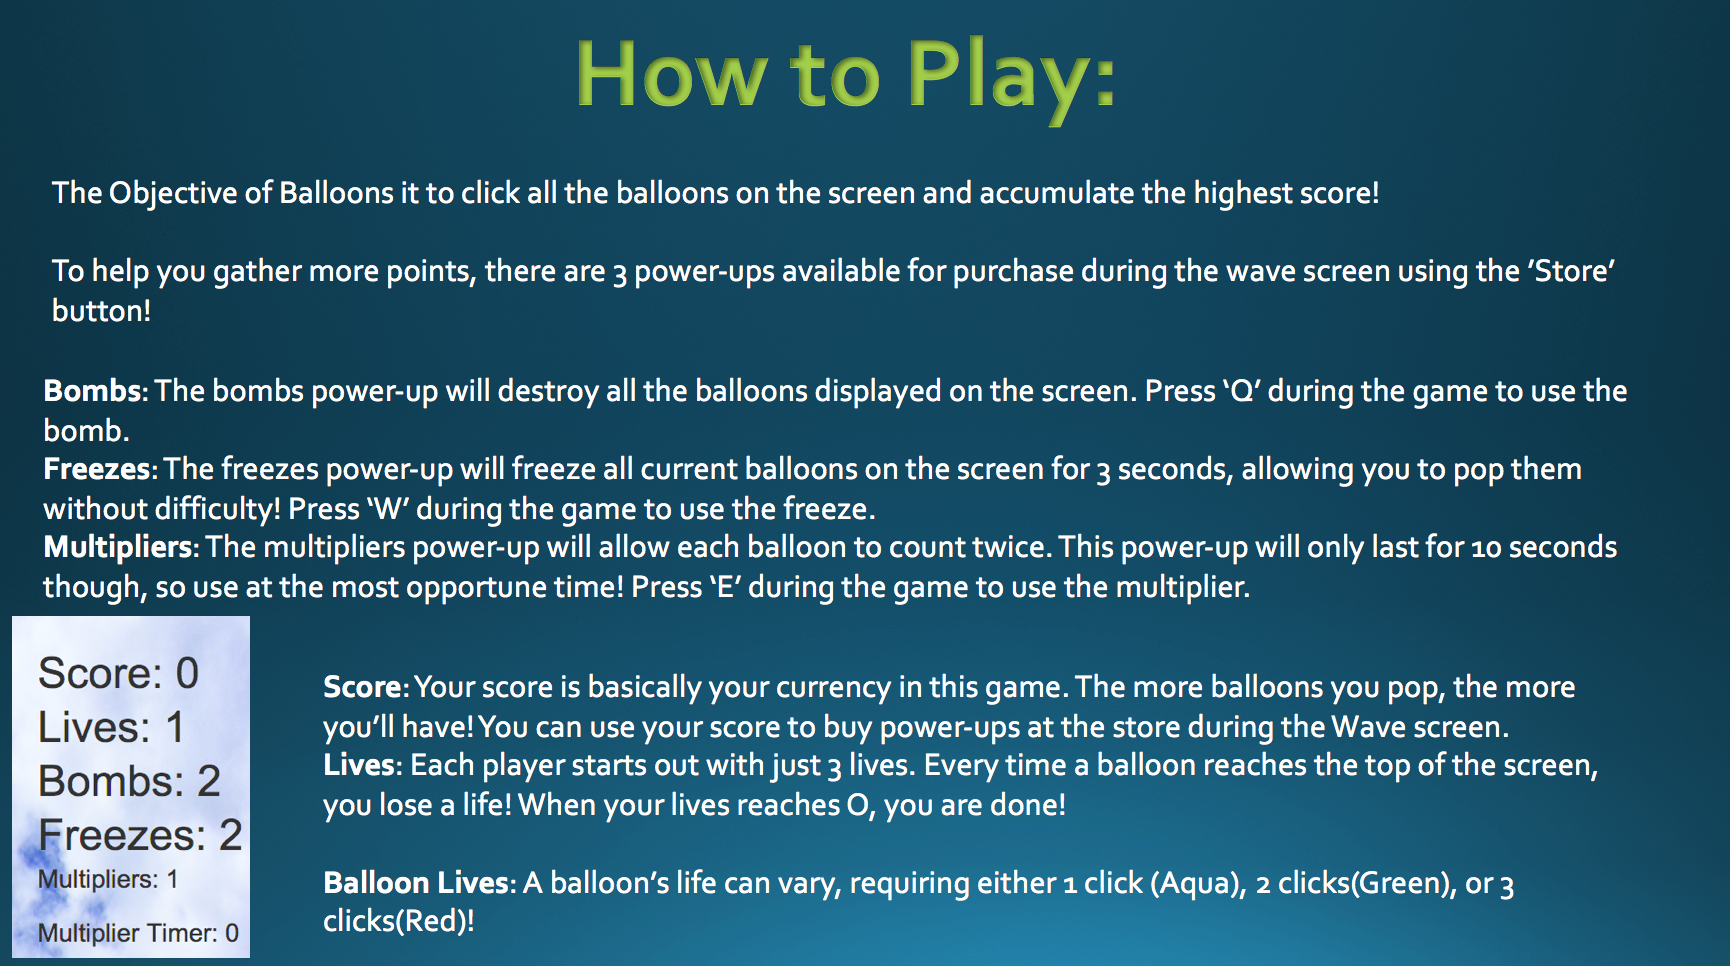 How to Play:
The Objective of Balloons it to click all the balloons on the screen and accumulate the highest score!
To help you gather more points, there are 3 power-ups available for purchase during the wave screen using the ’Store’
button!
Bombs: The bombs power-up will destroy all the balloons displayed on the screen. Press ‘Q’ during the game to use the
bomb.
Freezes: The freezes power-up will freeze all current balloons on the screen for 3 seconds, allowing you to pop them
without difficulty! Press ‘W’ during the game to use the freeze.
Multipliers: The multipliers power-up will allow each balloon to count twice. This power-up will only last for 10 seconds
though, so use at the most opportune time! Press ‘E’ during the game to use the multiplier.
Score: 0
Lives: 1
Bombs: 2
Freezes: 2
Multipliers: 1
Multiplier Timer: 0
Score: Your score is basically your currency in this game. The more balloons you pop, the more
you’ll have! You can use your score to buy power-ups at the store during the Wave screen.
Lives: Each player starts out with just 3 lives. Every time a balloon reaches the top of the screen,
you lose a life! When your lives reaches O, you are done!
Balloon Lives: A balloon’s life can vary, requiring either 1 click (Aqua), 2 clicks(Green), or 3
clicks(Red)!